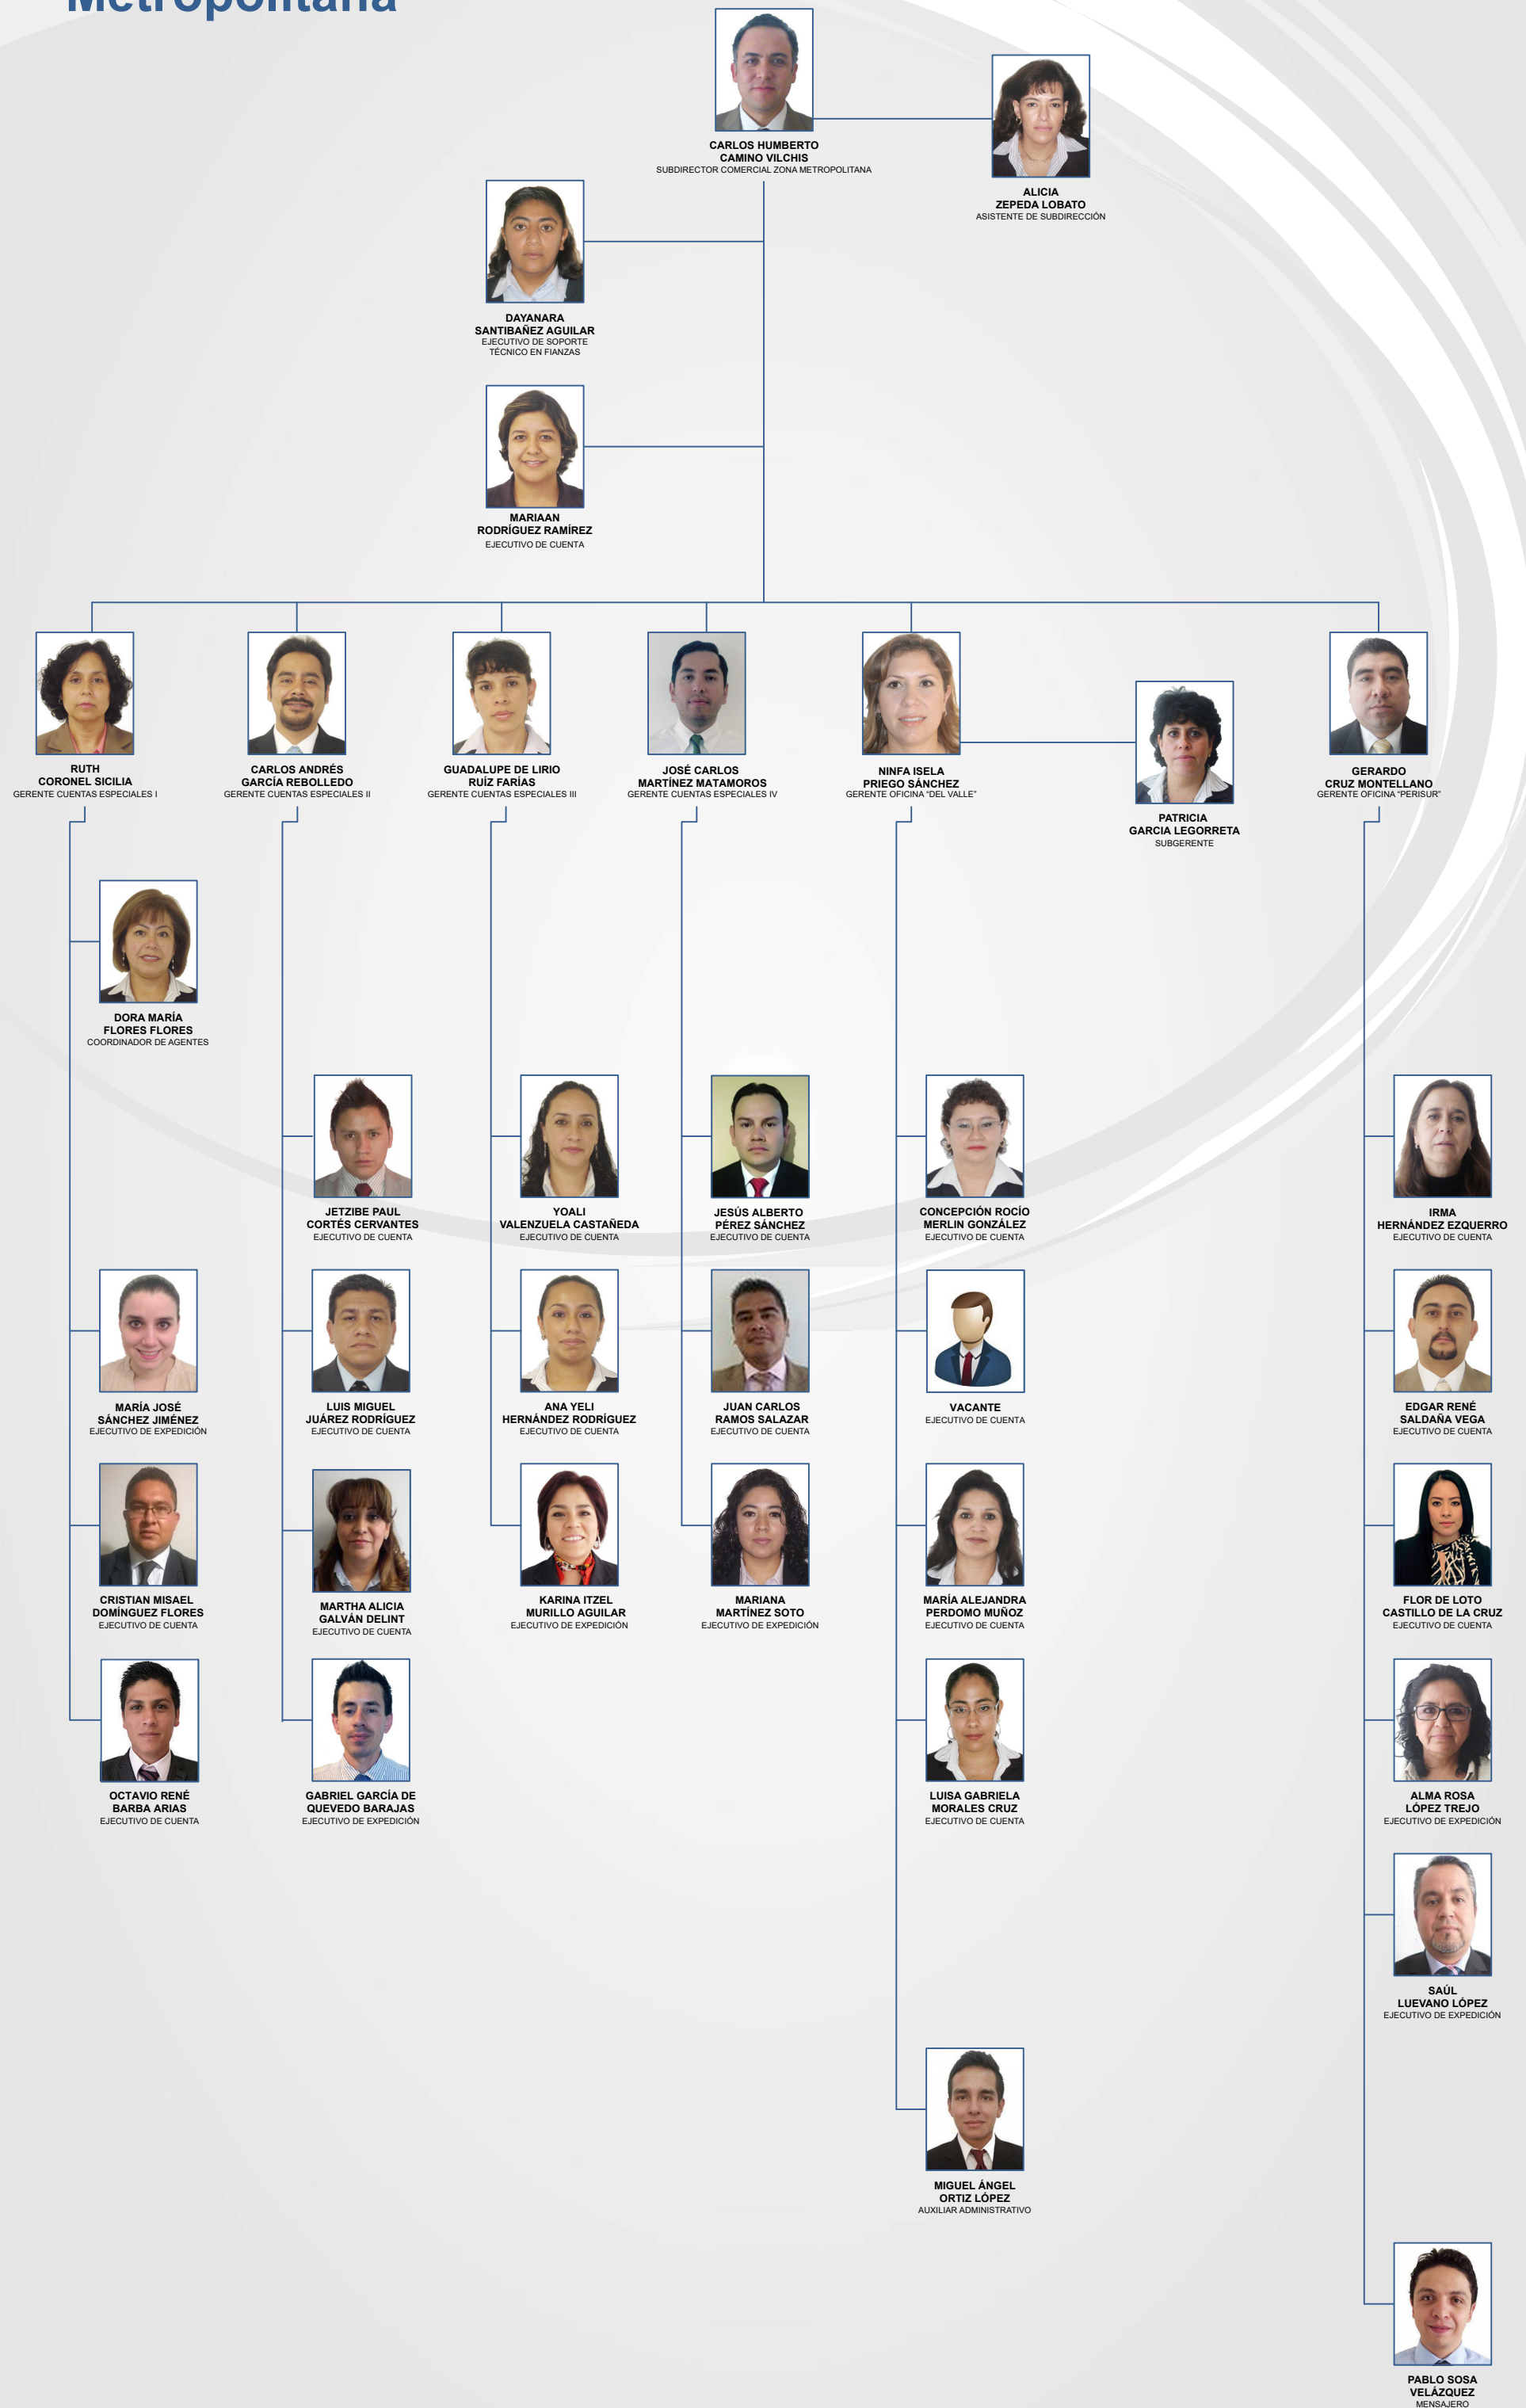 Metropolitana
CARLOS HUMBERTO
CAMINO VILCHIS
SUBDIRECTOR COMERCIAL ZONA METROPOLITANA
ALICIA
ZEPEDA LOBATO
ASISTENTE DE SUBDIRECCIÓN
DAYANARA
SANTIBAÑEZ AGUILAR
EJECUTIVO DE SOPORTE
TÉCNICO EN FIANZAS
MARIAAN
RODRÍGUEZ RAMÍREZ
EJECUTIVO DE CUENTA
RUTH
CORONEL SICILIA
GERENTE CUENTAS ESPECIALES I
CARLOS ANDRÉS
GARCÍA REBOLLEDO
GERENTE CUENTAS ESPECIALES II
GUADALUPE DE LIRIO
RUÍZ FARÍAS
GERENTE CUENTAS ESPECIALES III
JOSÉ CARLOS
MARTÍNEZ MATAMOROS
GERENTE CUENTAS ESPECIALES IV
NINFA ISELA
PRIEGO SÁNCHEZ
GERENTE OFICINA “DEL VALLE”
PATRICIA
GARCIA LEGORRETA
SUBGERENTE
GERARDO
CRUZ MONTELLANO
GERENTE OFICINA “PERISUR”
DORA MARÍA
FLORES FLORES
COORDINADOR DE AGENTES
JETZIBE PAUL
CORTÉS CERVANTES
EJECUTIVO DE CUENTA
YOALI
VALENZUELA CASTAÑEDA
EJECUTIVO DE CUENTA
JESÚS ALBERTO
PÉREZ SÁNCHEZ
EJECUTIVO DE CUENTA
CONCEPCIÓN ROCÍO
MERLIN GONZÁLEZ
EJECUTIVO DE CUENTA
IRMA
HERNÁNDEZ EZQUERRO
EJECUTIVO DE CUENTA
MARÍA JOSÉ
SÁNCHEZ JIMÉNEZ
EJECUTIVO DE EXPEDICIÓN
LUIS MIGUEL
JUÁREZ RODRÍGUEZ
EJECUTIVO DE CUENTA
ANA YELI
HERNÁNDEZ RODRÍGUEZ
EJECUTIVO DE CUENTA
JUAN CARLOS
RAMOS SALAZAR
EJECUTIVO DE CUENTA
VACANTE
EJECUTIVO DE CUENTA
EDGAR RENÉ
SALDAÑA VEGA
EJECUTIVO DE CUENTA
CRISTIAN MISAEL
DOMÍNGUEZ FLORES
EJECUTIVO DE CUENTA
MARTHA ALICIA
GALVÁN DELINT
EJECUTIVO DE CUENTA
KARINA ITZEL
MURILLO AGUILAR
EJECUTIVO DE EXPEDICIÓN
MARIANA
MARTÍNEZ SOTO
EJECUTIVO DE EXPEDICIÓN
MARÍA ALEJANDRA
PERDOMO MUÑOZ
EJECUTIVO DE CUENTA
FLOR DE LOTO
CASTILLO DE LA CRUZ
EJECUTIVO DE CUENTA
OCTAVIO RENÉ
BARBA ARIAS
EJECUTIVO DE CUENTA
GABRIEL GARCÍA DE
QUEVEDO BARAJAS
EJECUTIVO DE EXPEDICIÓN
LUISA GABRIELA
MORALES CRUZ
EJECUTIVO DE CUENTA
ALMA ROSA
LÓPEZ TREJO
EJECUTIVO DE EXPEDICIÓN
SAÚL
LUEVANO LÓPEZ
EJECUTIVO DE EXPEDICIÓN
MIGUEL ÁNGEL
ORTIZ LÓPEZ
AUXILIAR ADMINISTRATIVO
PABLO SOSA
VELÁZQUEZ
MENSAJERO